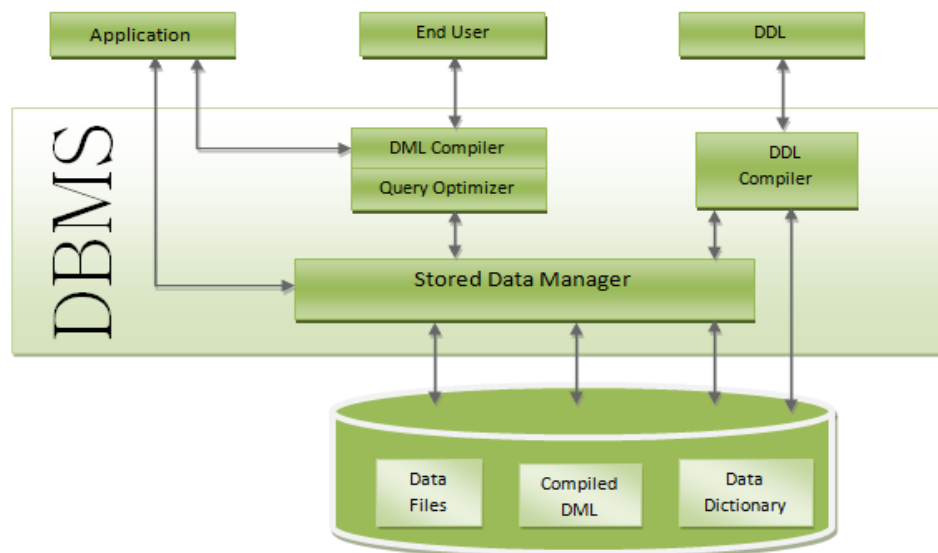 Application
End User
DDL
DBMS
DML Compiler
Query Optimizer
DDL
Compiler
Stored Data Manager
Data
Files
Compiled
DML
Data
Dictionary